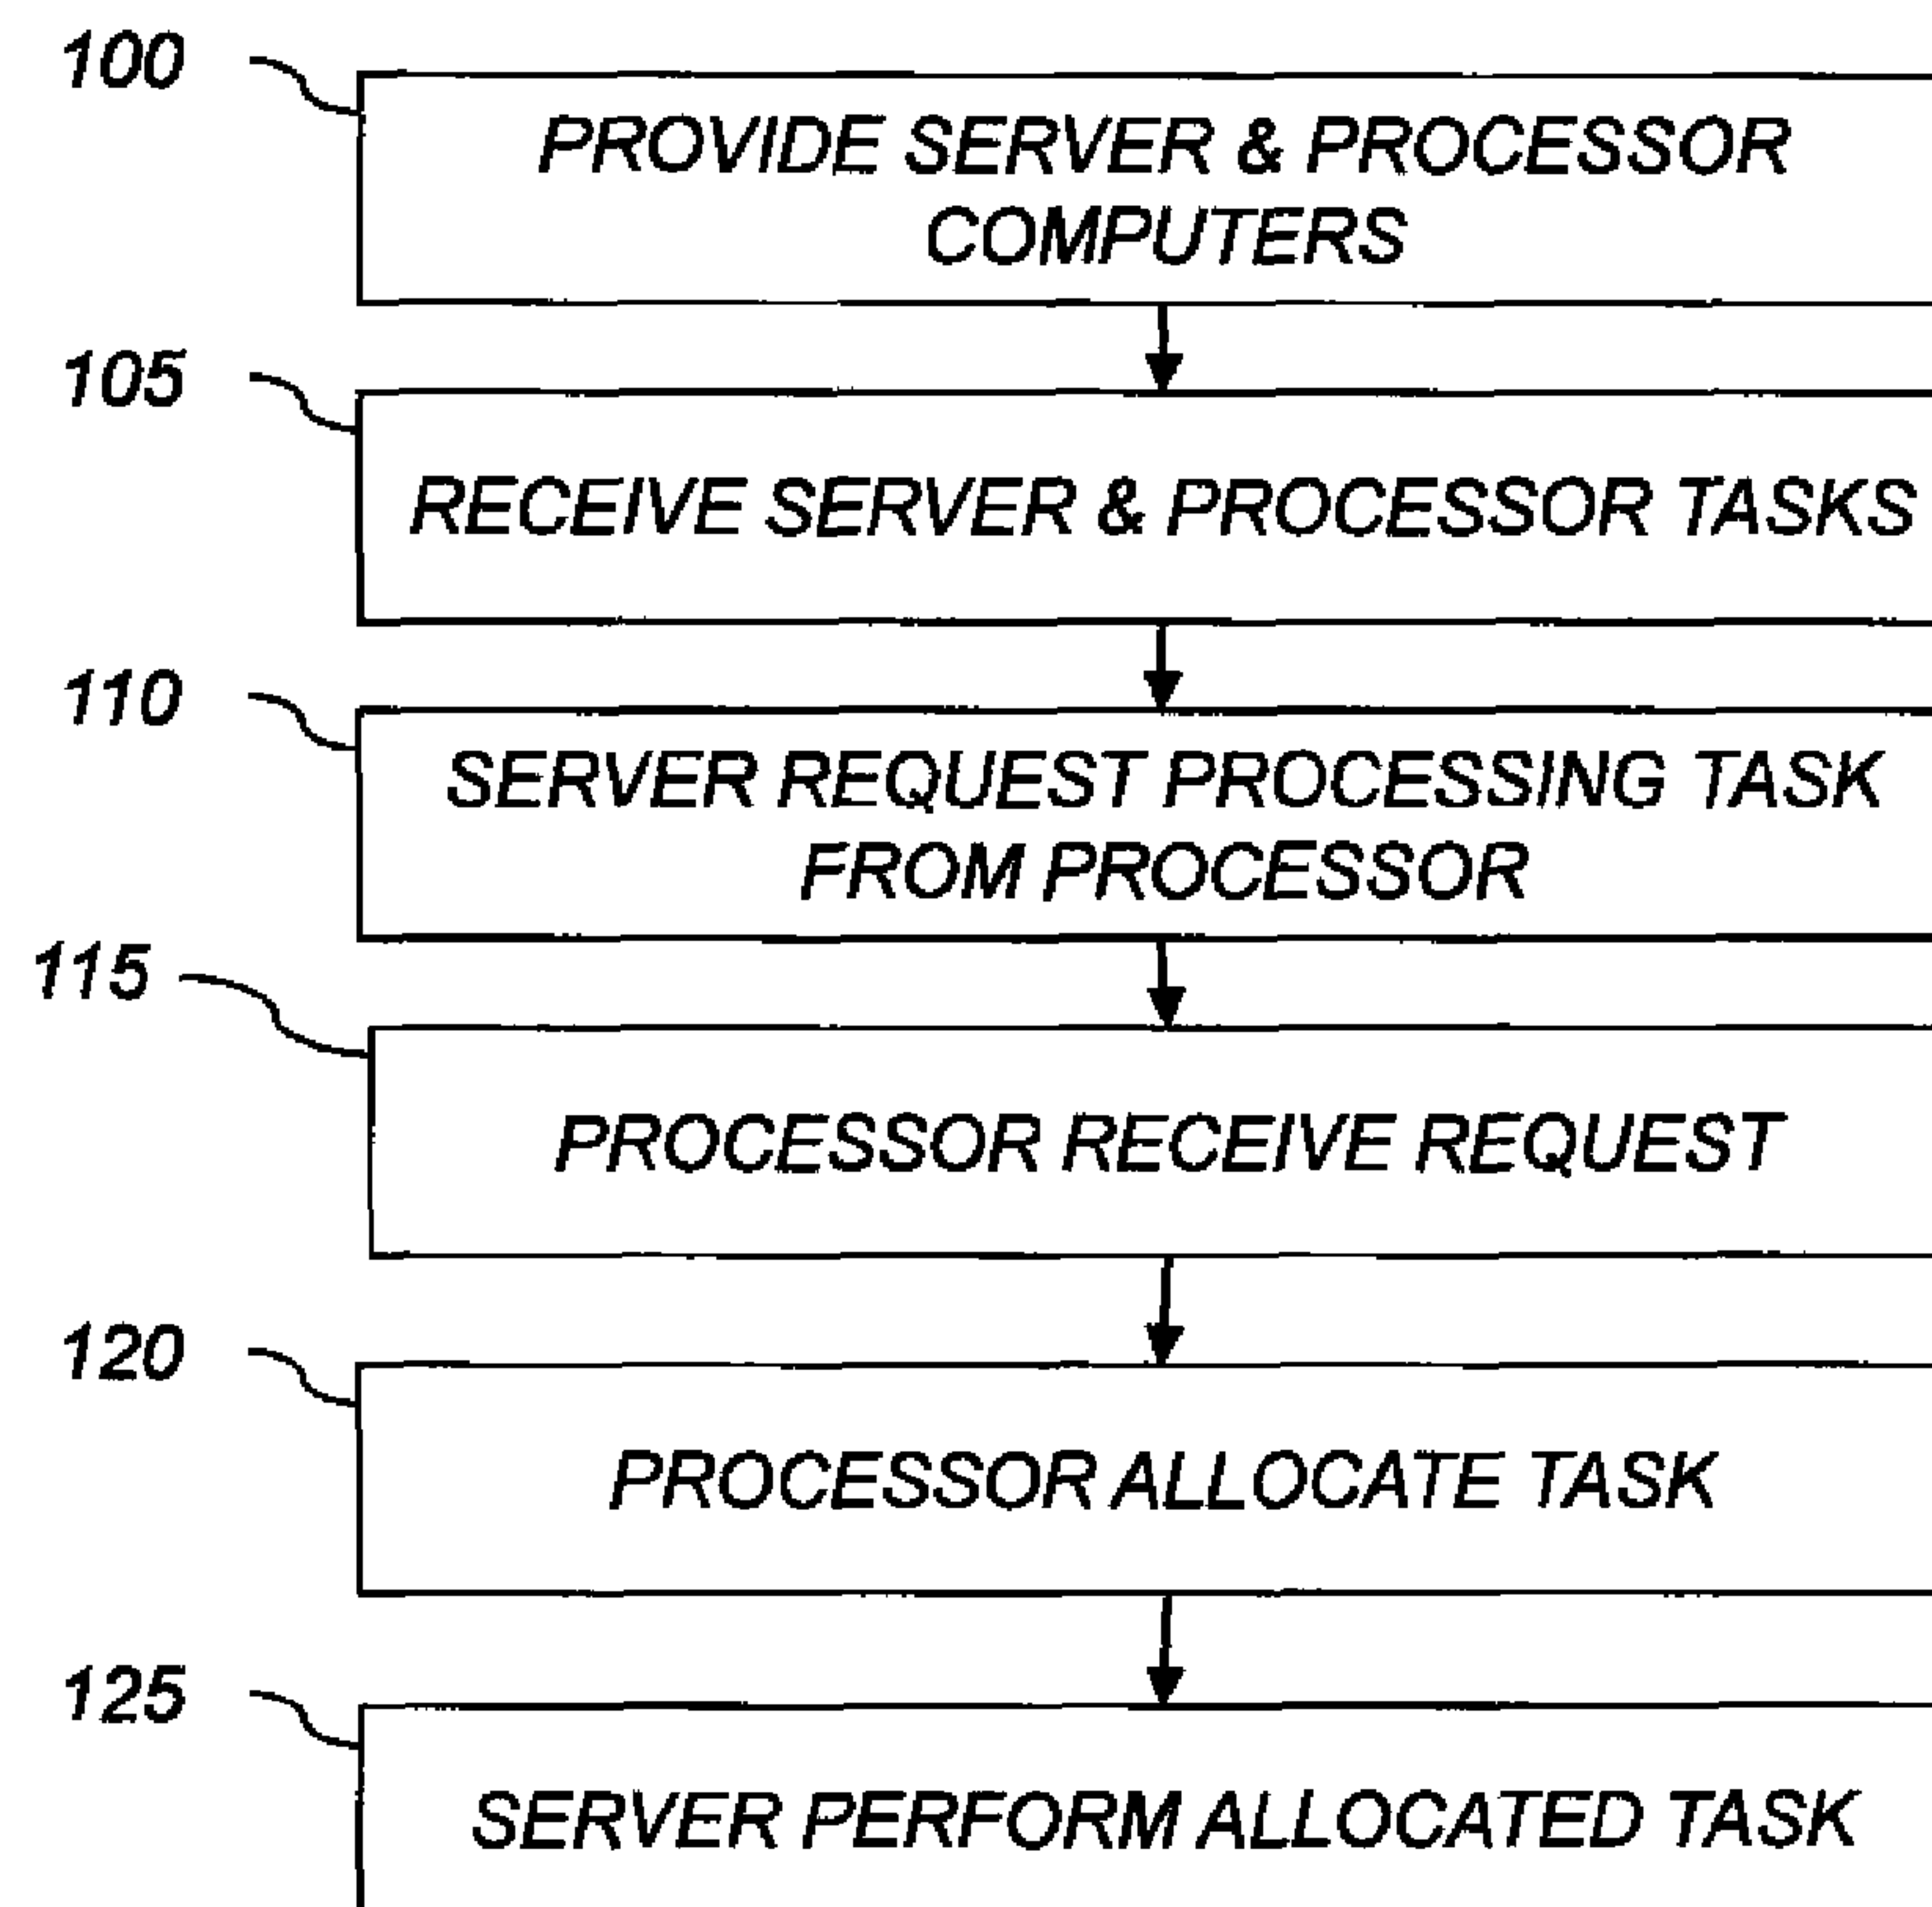 100
PROVIDE SERVER & PROCESSOR
COMPUTERS
105
RECEIVE SERVER & PROCESSOR TASKS
110
SERVER REQUEST PROCESSING TASK
FROM PROCESSOR
115
PROCESSOR RECEIVE REQUEST
120
PROCESSOR ALLOCATE TASK
125
SERVER PERFORM ALLOCATED TASK